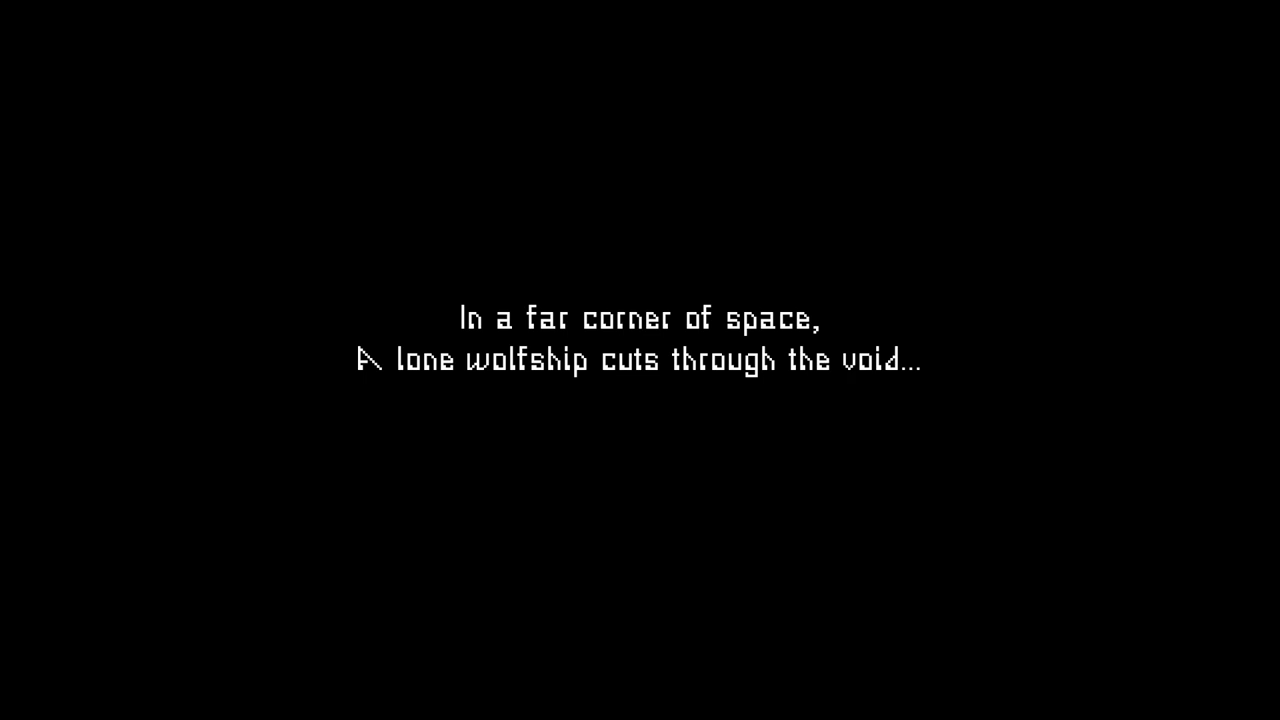 In a far corner of space,
A lone wolfship cuts through the void...